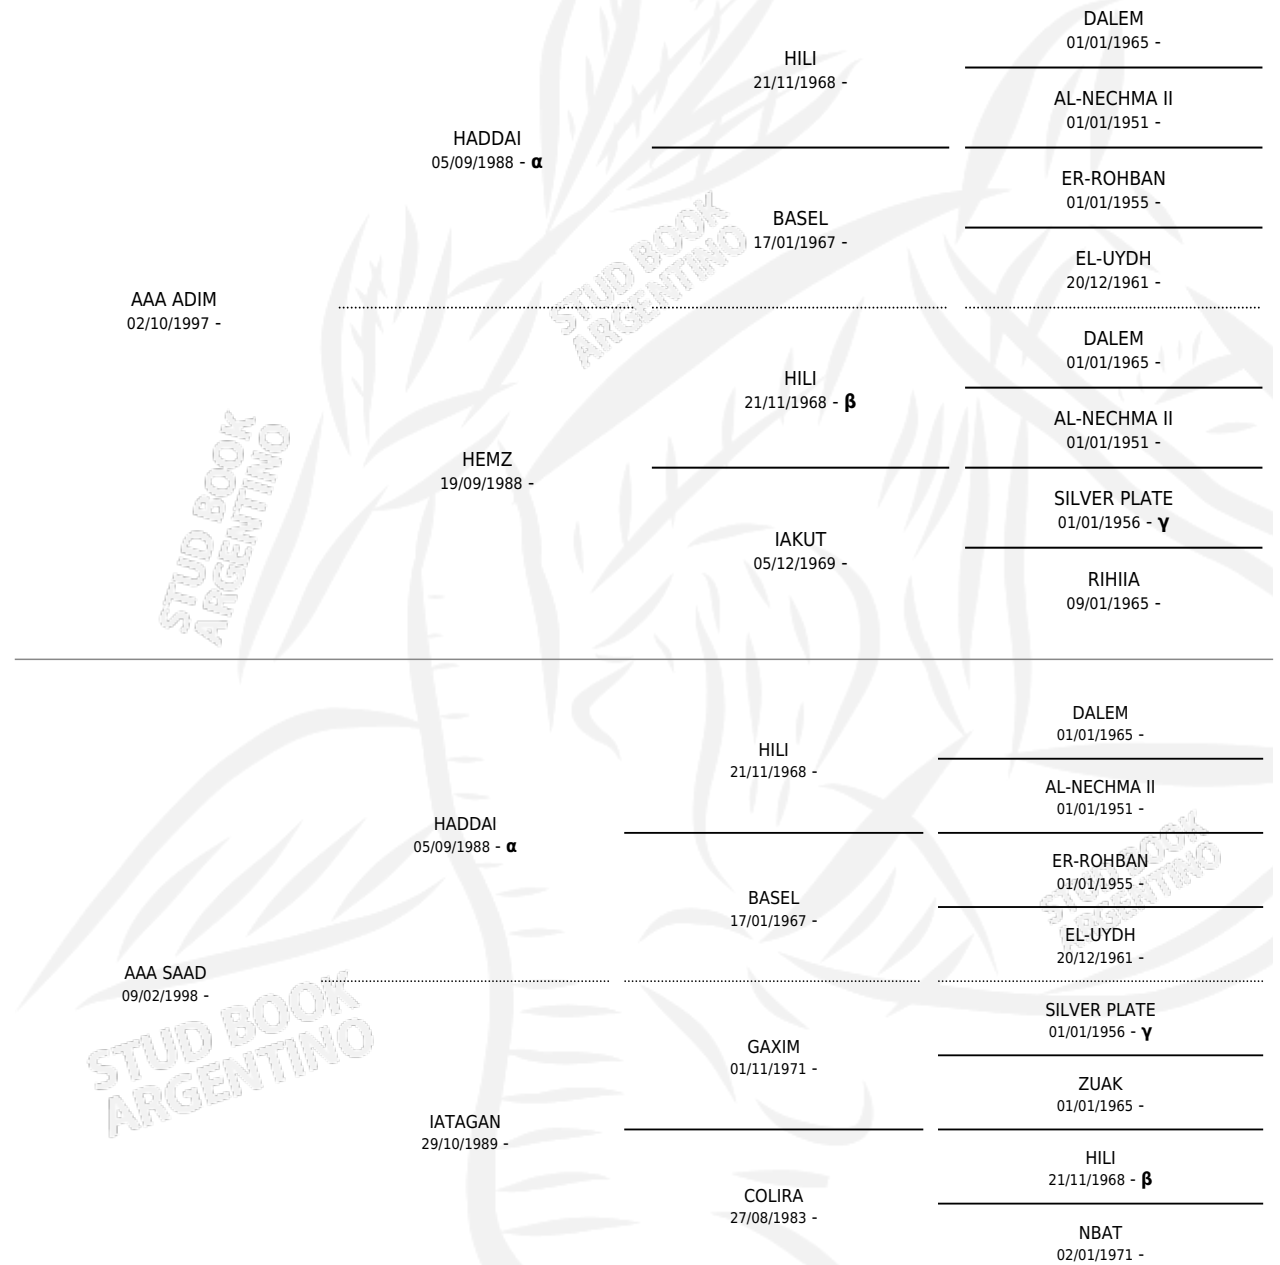 DALEM
01/01/1965 -
HILI
21/11/1968 -
AL-NECHMA II
01/01/1951 -
HADDAI
05/09/1988 - α
ER-ROHBAN
01/01/1955 -
BASEL
17/01/1967 -
EL-UYDH
20/12/1961 -
AAA ADIM
02/10/1997 -
DALEM
01/01/1965 -
HILI
21/11/1968 - β
AL-NECHMA II
01/01/1951 -
HEMZ
19/09/1988 -
SILVER PLATE
01/01/1956 - γ
IAKUT
05/12/1969 -
RIHIIA
09/01/1965 -
STUD BOOK
ARGENTINO
STUD BOOK
ARGENTINO
DALEM
01/01/1965 -
HILI
21/11/1968 -
AL-NECHMA II
01/01/1951 -
HADDAI
05/09/1988 - α
ER-ROHBAN
01/01/1955 -
BASEL
17/01/1967 -
EL-UYDH
20/12/1961 -
AAA SAAD
09/02/1998 -
SILVER PLATE
01/01/1956 - γ
GAXIM
01/11/1971 -
ZUAK
01/01/1965 -
IATAGAN
29/10/1989 -
HILI
21/11/1968 - β
COLIRA
27/08/1983 -
NBAT
02/01/1971 -
STUD BOOK
ARGENTINO
STUD BOOK
ARGENTINO